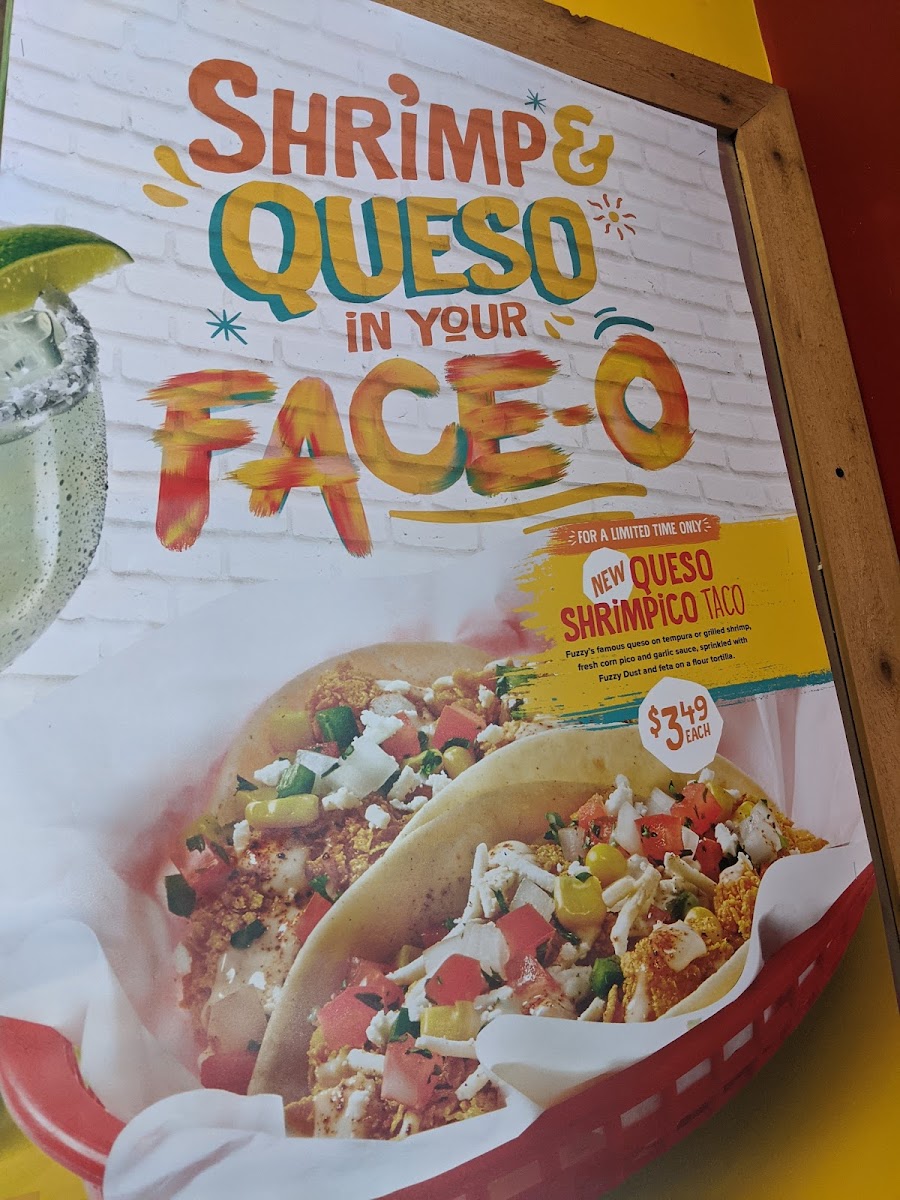 SHRiMP &
QUESO
iN YOUR
FACE-O
FOR A LIMITED TIME ONLY
NEW QUESO
SHRiMPiCO TACO
Fuzzy's famous queso on tempura or grilled shrimp,
fresh corn pico and garlic sauce, sprinkled with
Fuzzy Dust and feta on a flour tortilla.
$3.49
EACH